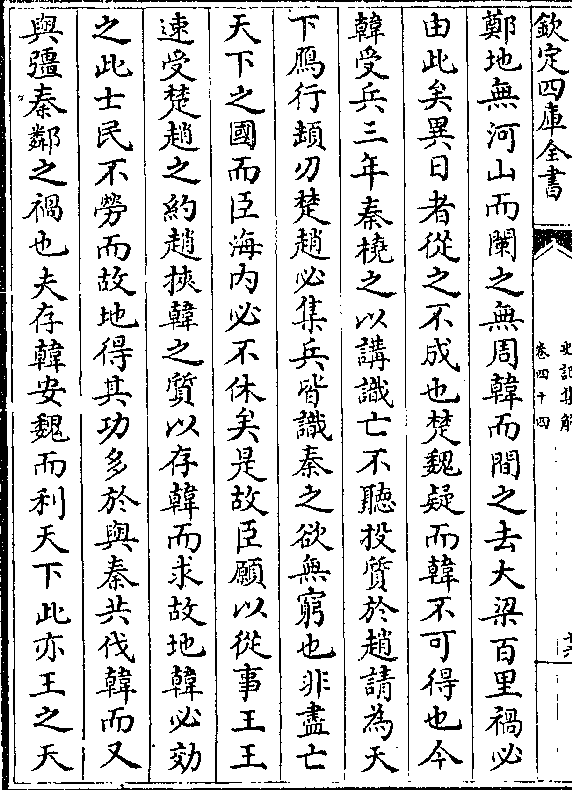 欽定四庫全書
史記集解
卷四十四
鄭地無河山而闌之無周韓而間之去大梁百里禍必
由此矣異日者從之不成也楚魏疑而韓不可得也今
韓受兵三年秦橈之以講識亡不聽投質於趙請為天
下鴈行頓刃楚趙必集兵皆識秦之欲無窮也非盡亡
天下之國而臣海内必不休矣是故臣願以從事王王
速受楚趙之約趙挾韓之質以存韓而求故地韓必効
之此士民不勞而故地得其功多於與秦共伐韓而又
與彊秦鄰之禍也夫存韓安魏而利天下此亦王之天